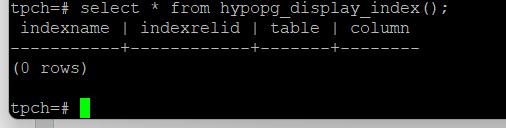 tpch=# select * from hypopg_display_index();
 indexname | indexrelid | table | column
-----------+------------+-------+--------
(0 rows)
tpch=#